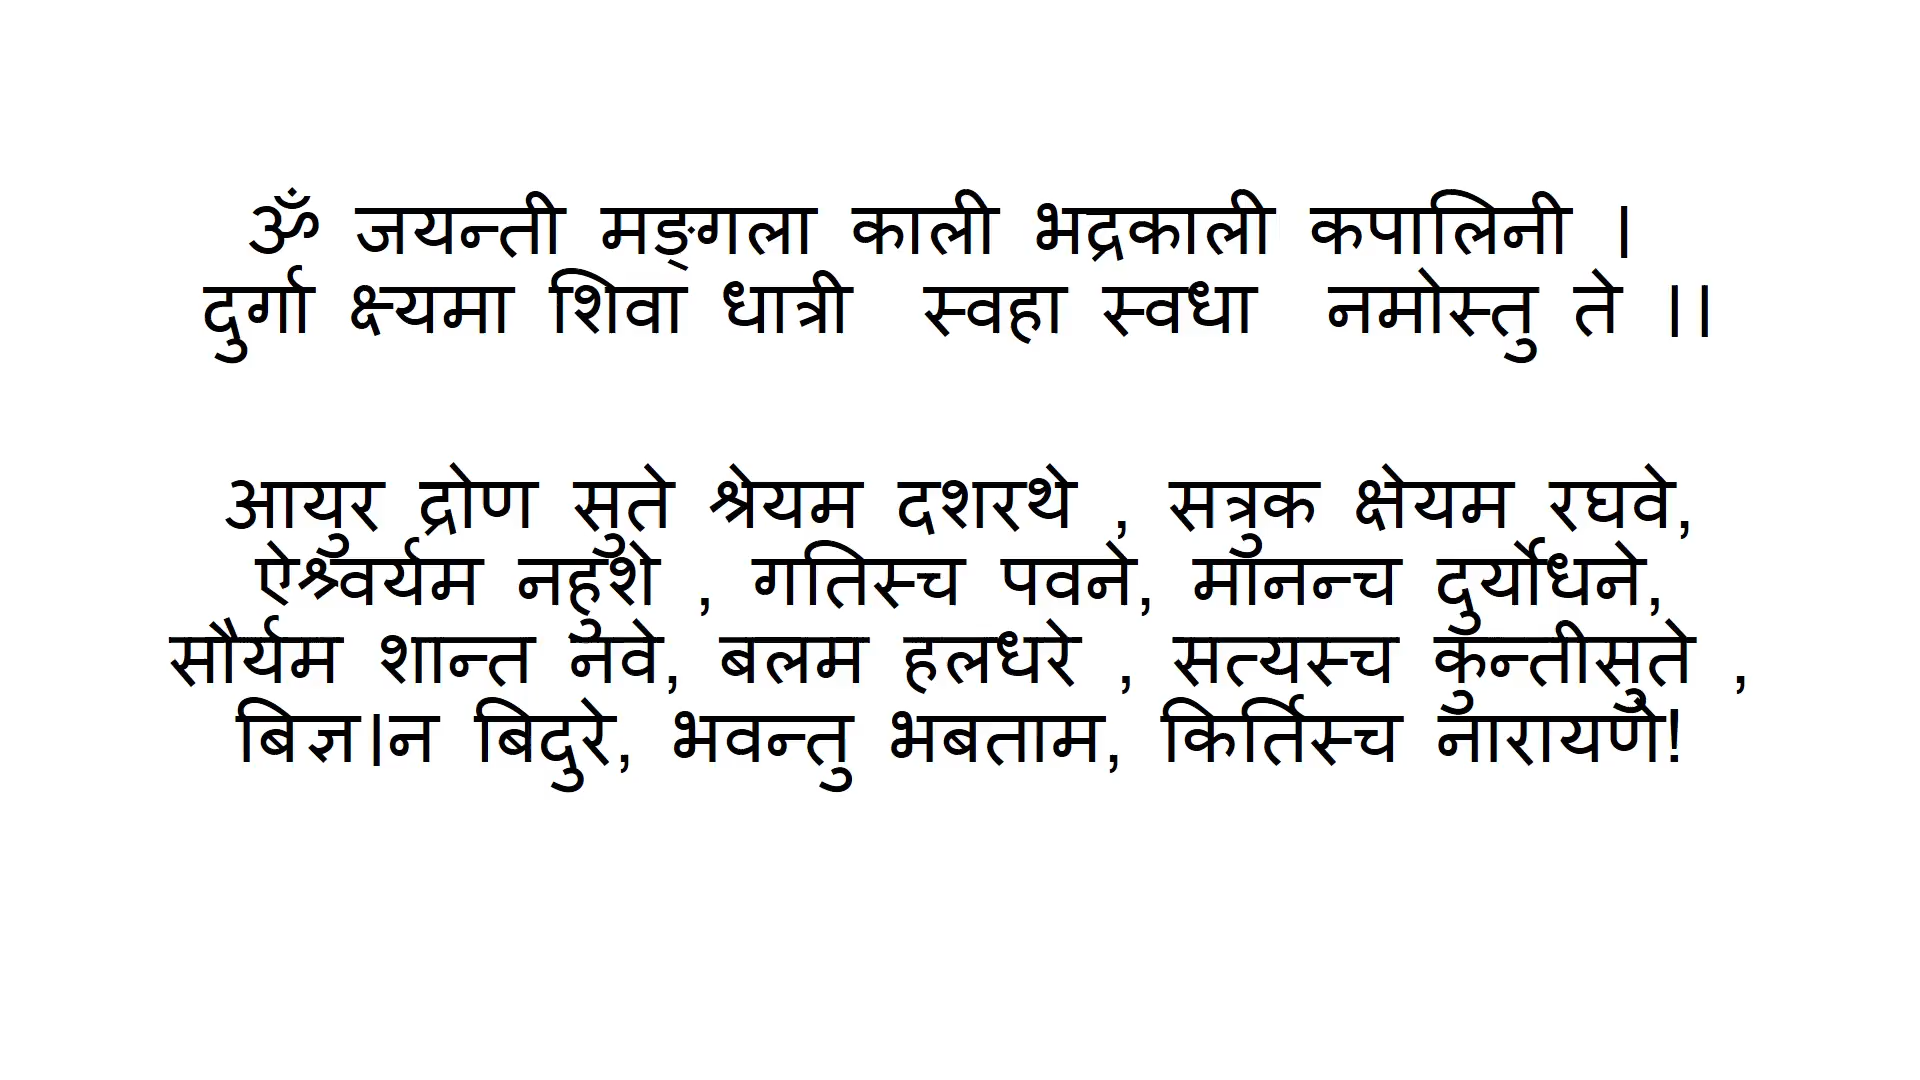 ॐ जयन्ती मङ्गला काली भद्रकाली कपालिनी ।
दुर्गा क्ष्यमा शिवा धात्री स्वहा स्वधा नमोस्तु ते ।।
आयुर द्रोण सुते श्रेयम दशरथे , सत्रुक क्षेयम रघवे,
ऐश्र्वर्यम नहुशे , गतिस्च पवने, मानन्च दुर्योधने,
सौर्यम शान्त नवे, बलम हलधरे , सत्यस्च कुन्तीसुते ,
बिज्ञ।न बिदुरे, भवन्तु भबताम, किर्तिस्च नारायणे!